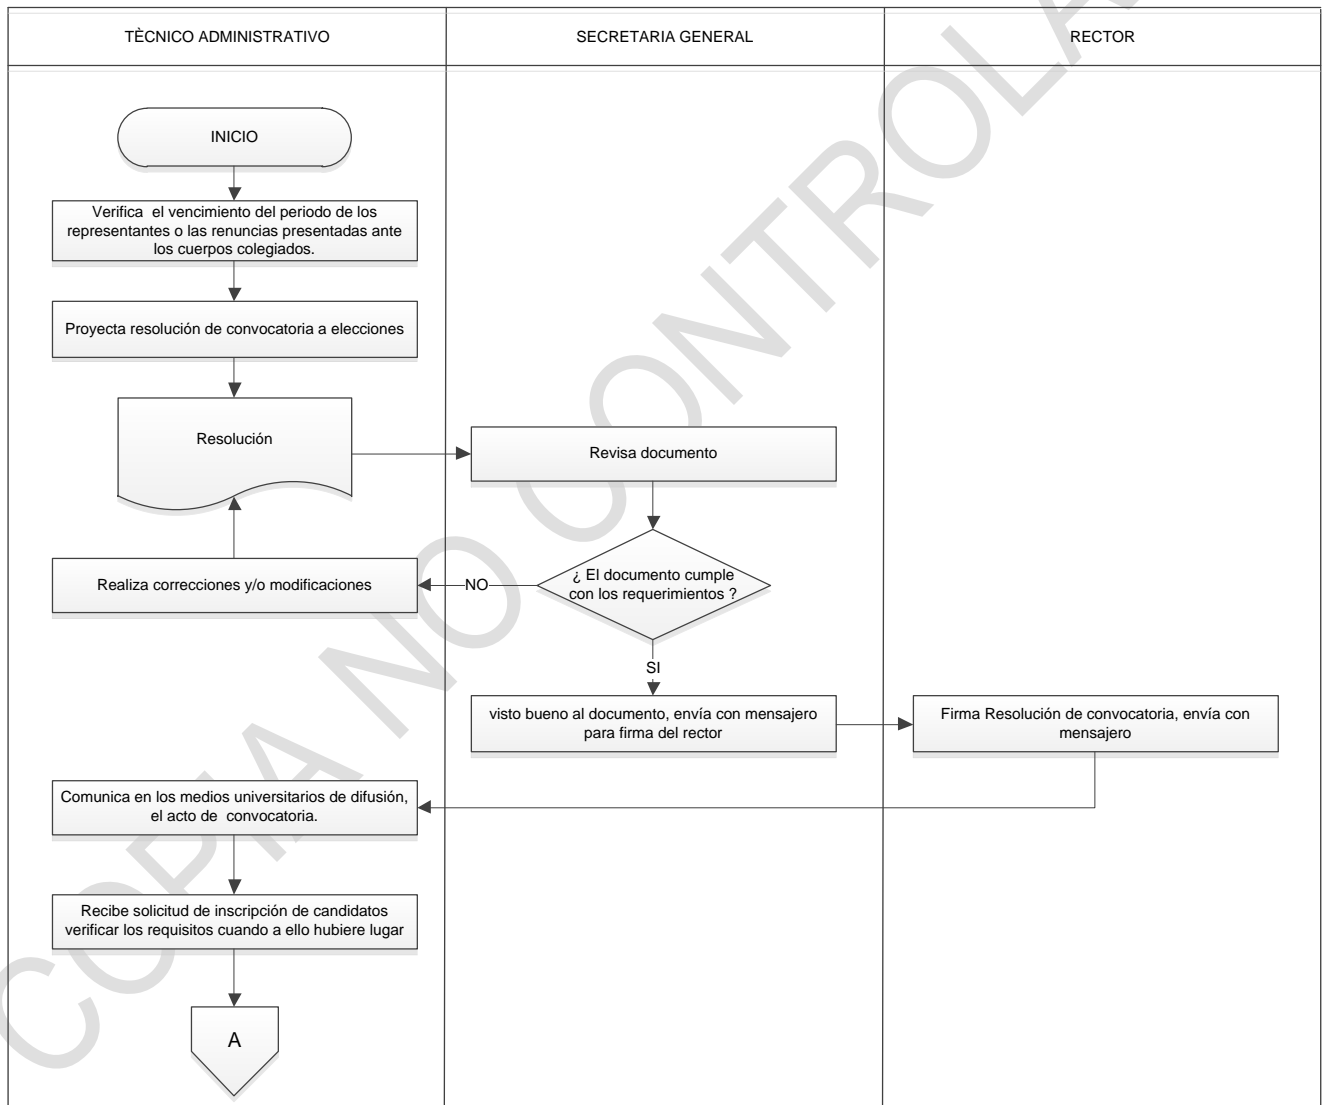 TÈCNICO ADMINISTRATIVO
SECRETARIA GENERAL
RECTOR
INICIO
Verifica el vencimiento del periodo de los
representantes o las renuncias presentadas ante
los cuerpos colegiados.
Proyecta resolución de convocatoria a elecciones
Resolución
Revisa documento
Realiza correcciones y/o modificaciones
NO
¿ El documento cumple
con los requerimientos ?
SI
visto bueno al documento, envía con mensajero
para firma del rector
Firma Resolución de convocatoria, envía con
mensajero
Comunica en los medios universitarios de difusión,
el acto de convocatoria.
Recibe solicitud de inscripción de candidatos
verificar los requisitos cuando a ello hubiere lugar
A
COPIA NO CONTROLA